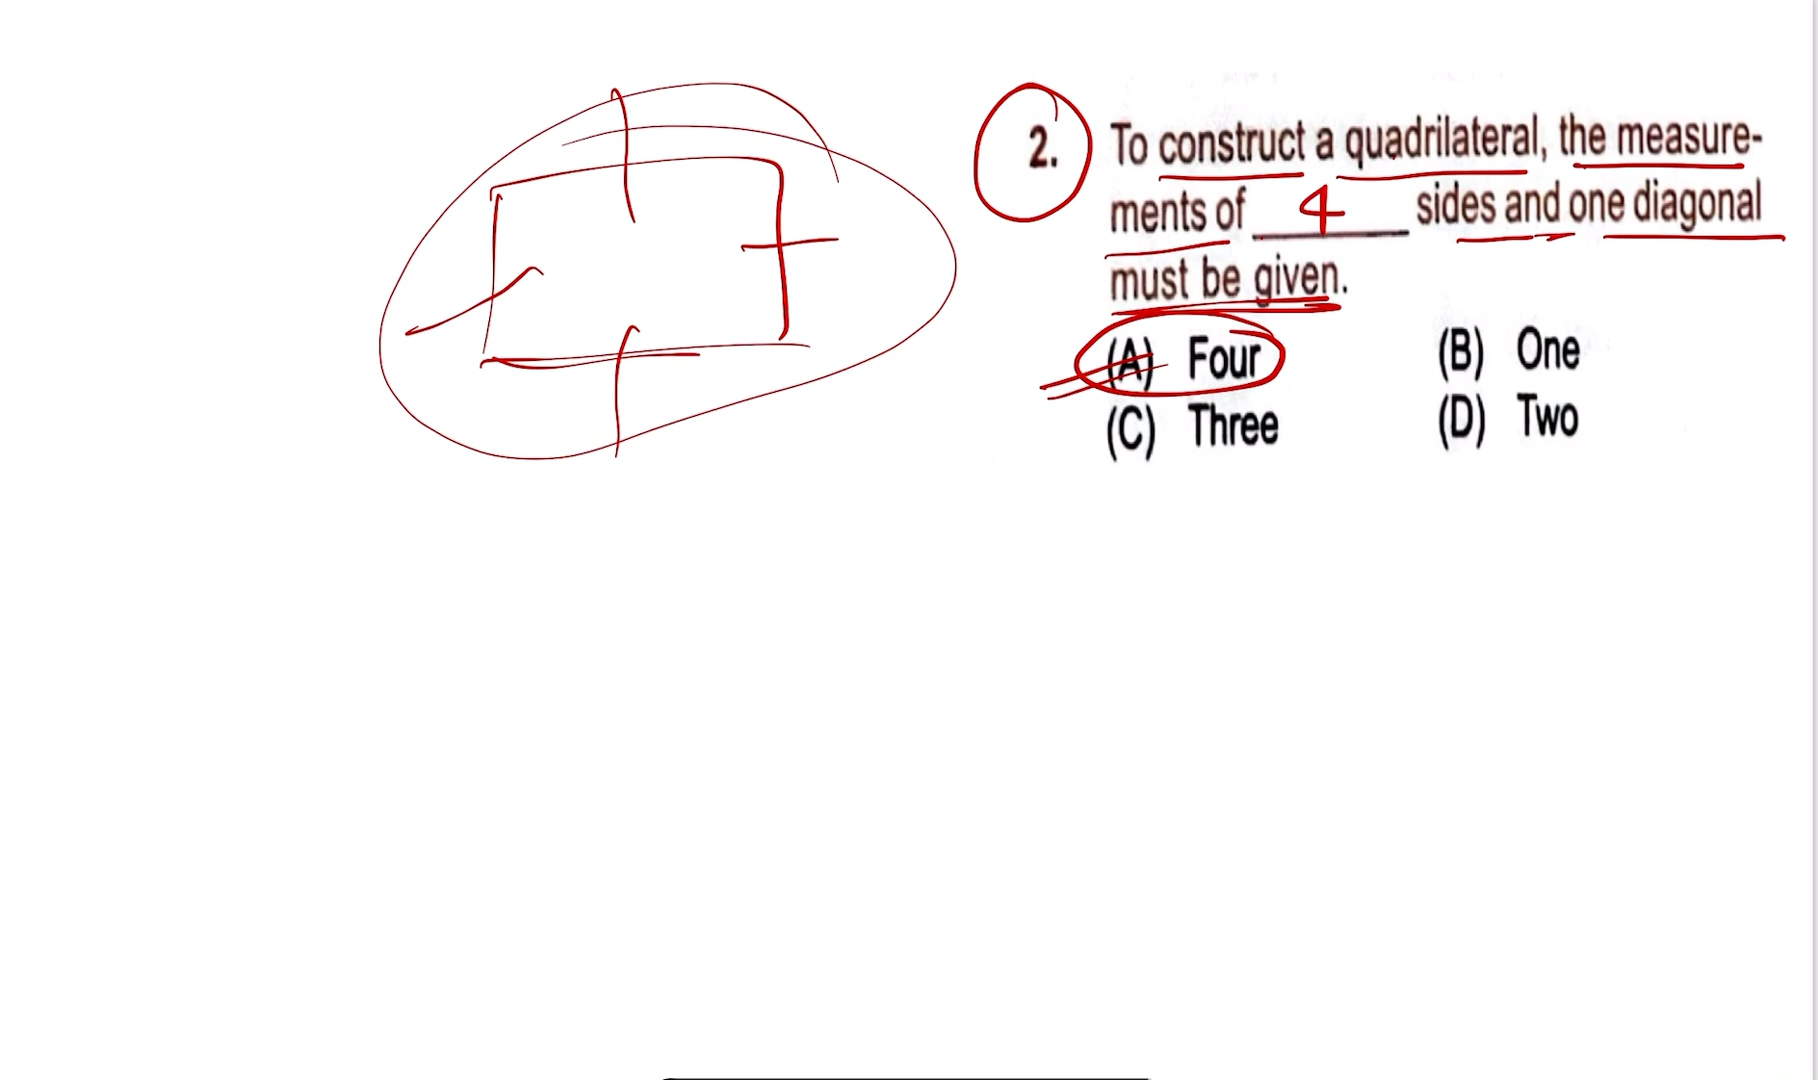 2. To construct a quadrilateral, the measure-
ments of 4 sides and one diagonal
must be given.
(A) Four (B) One
(C) Three (D) Two